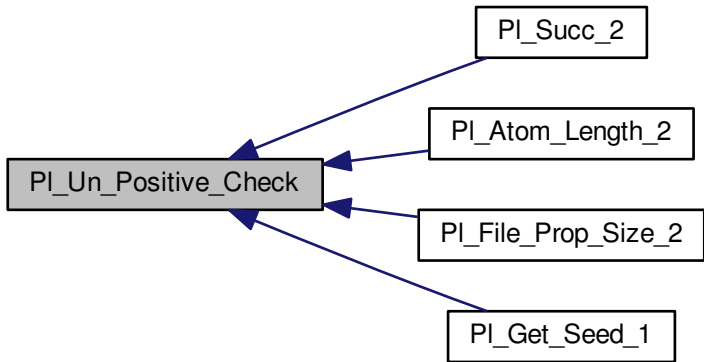 Pl_Succ_2
Pl_Atom_Length_2
Pl_Un_Positive_Check
Pl_File_Prop_Size_2
Pl_Get_Seed_1